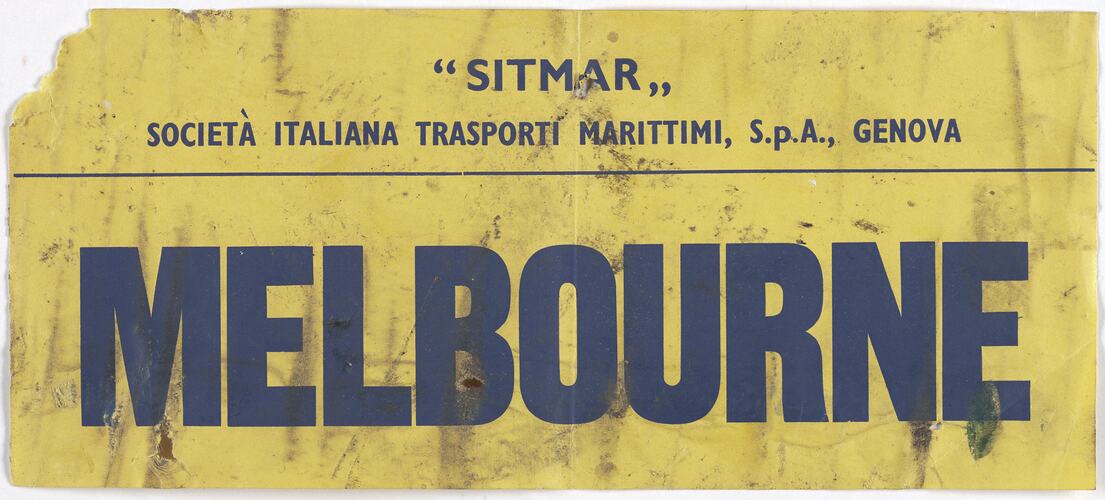 “SITMAR„
SOCIETÀ ITALIANA TRASPORTI MARITTIMI, S.p.A., GENOVA
MELBOURNE